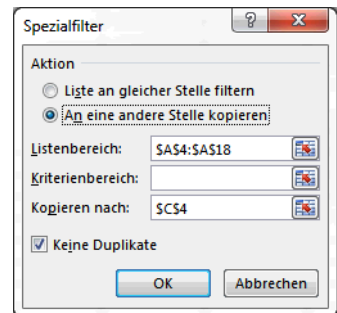 Spezialfilter
Aktion
Liste an gleicher Stelle filtern
An eine andere Stelle kopieren
Listenbereich: $A$4:$A$18
Kriterienbereich:
Kopieren nach: $C$4
Keine Duplikate
OK Abbrechen